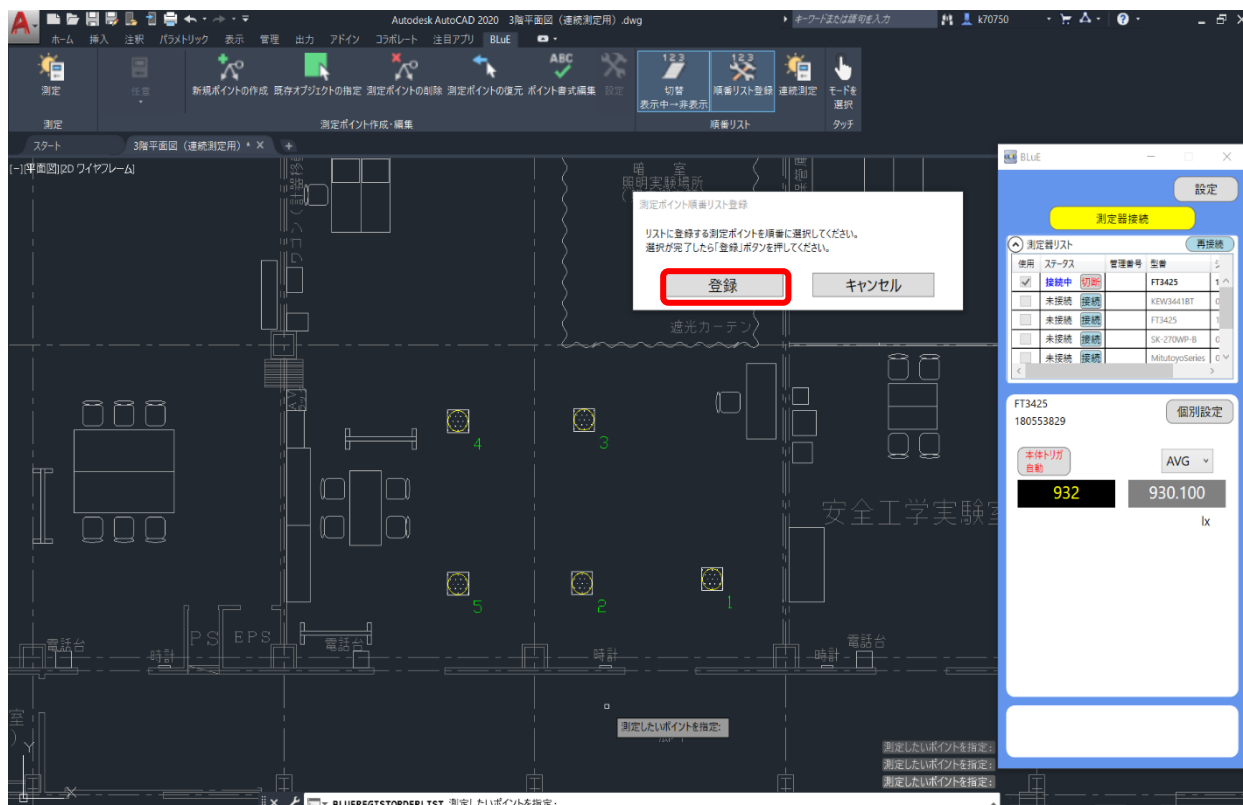 Autodesk AutoCAD 2020 3階平面図（連続測定用）.dwg
キーワードまたは語句を入力
k70750
ホーム 挿入 注釈 パラメトリック 表示 管理 出力 アドイン コラボレート 注目アプリ BLuE
測定
任意
新規ポイントの作成
既存オブジェクトの指定
測定ポイントの削除
測定ポイントの復元
ABC
ポイント書式編集
設定
123
切替
表示中→非表示
123
順番リスト登録
連続測定
モードを
選択
測定
測定ポイント作成・編集
順番リスト
タッチ
スタート
3階平面図（連続測定用）*
[-][平面図][2D ワイヤフレーム]
暗 室
照明実験場所
測定ポイント順番リスト登録
リストに登録する測定ポイントを順番に選択してください。
選択が完了したら「登録」ボタンを押してください。
登録
キャンセル
遮光カーテン
4
3
安全工学実験
5
2
1
PS EPS
電話台
時計
電話台
時計
電話台
時計
測定したいポイントを指定:
測定したいポイントを指定:
測定したいポイントを指定:
測定したいポイントを指定:
Y
X
BLUEREGISTORDERLIST 測定したいポイントを指定:
BLuE
設定
測定器接続
測定器リスト
再接続
使用 ステータス 管理番号 型番
接続中 切断 FT3425
未接続 接続 KEW3441BT
未接続 接続 FT3425
未接続 接続 SK-270WP-B
未接続 接続 MitutoyoSeries
FT3425
180553829
個別設定
本体トリガ
自動
AVG
932
930.100
lx